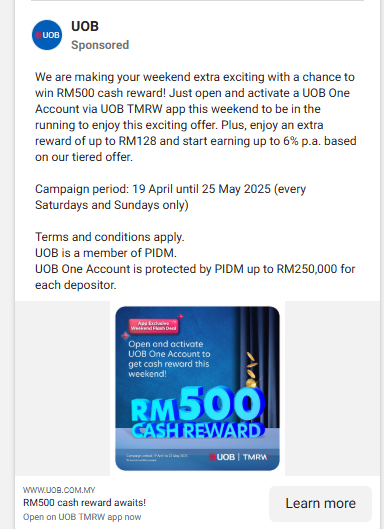 UOB
UOB
Sponsored
We are making your weekend extra exciting with a chance to
win RM500 cash reward! Just open and activate a UOB One
Account via UOB TMRW app this weekend to be in the
running to enjoy this exciting offer. Plus, enjoy an extra
reward of up to RM128 and start earning up to 6% p.a. based
on our tiered offer.
Campaign period: 19 April until 25 May 2025 (every
Saturdays and Sundays only)
Terms and conditions apply.
UOB is a member of PIDM.
UOB One Account is protected by PIDM up to RM250,000 for
each depositor.
App Exclusive
Weekend Flash Deal
Open and activate
UOB One Account to
get cash reward this
weekend!
RM500
CASH REWARD
UOB | TMRW
WWW.UOB.COM.MY
RM500 cash reward awaits!
Open on UOB TMRW app now
Learn more